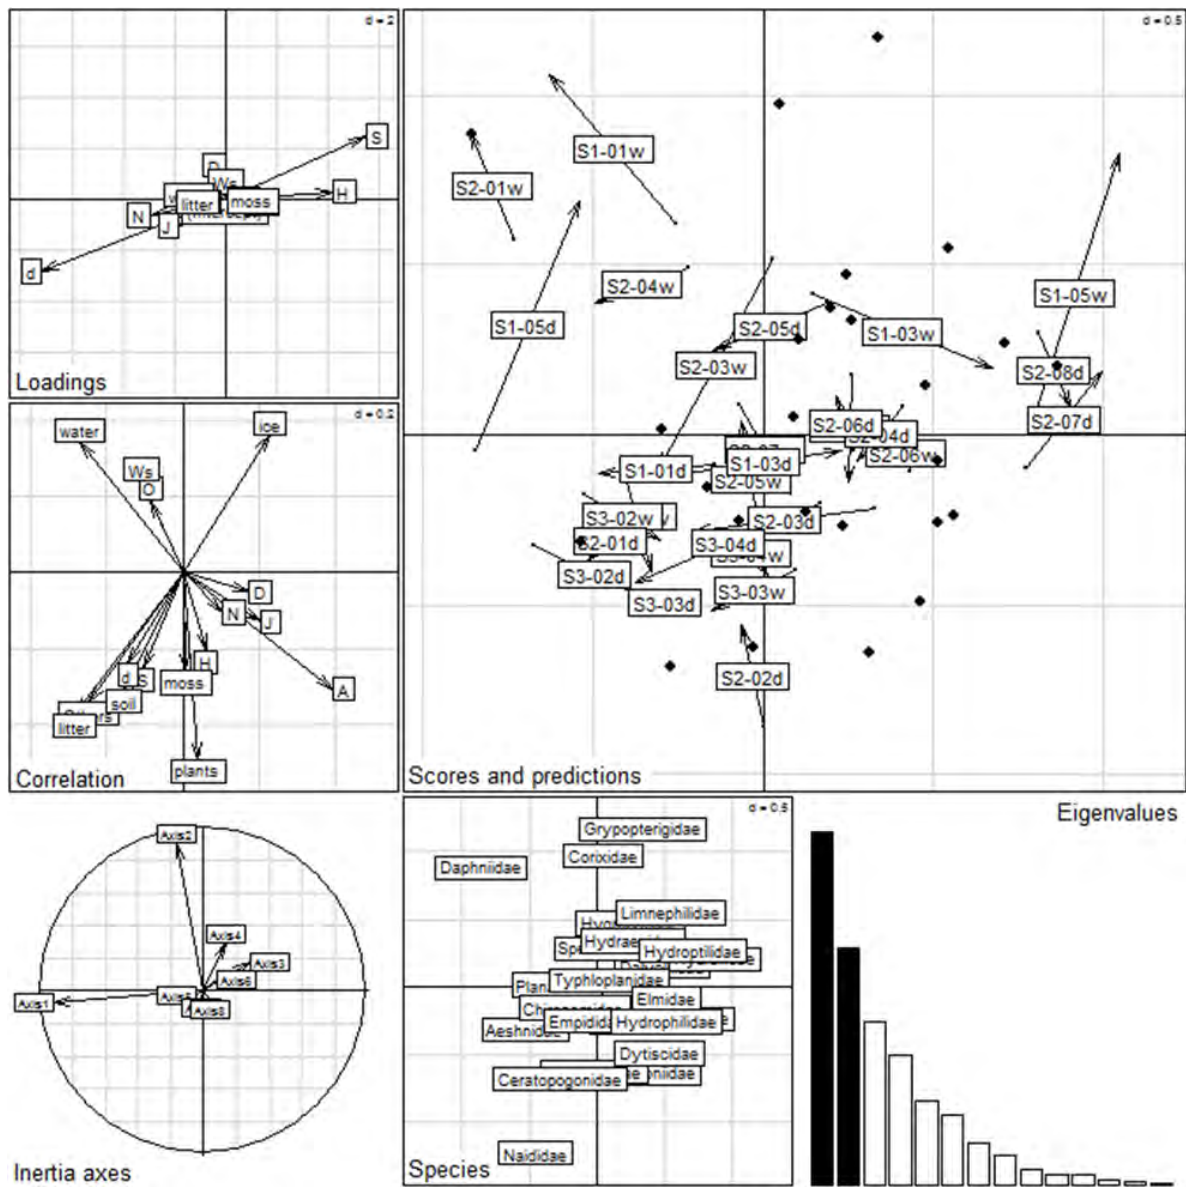 d = 2
S
Ws
H
litter
moss
N
J
d
Loadings
d = 0.5
S1-01w
S2-01w
S2-04w
S1-05w
S1-05d
S2-05d
S1-03w
S2-03w
S2-08d
S2-07d
S2-06d
S2-04d
S2-06w
S1-03d
S1-01d
S2-05w
S3-02w
S2-03d
S2-01d
S3-04d
S3-02d
S3-03w
S3-03d
S2-02d
Scores and predictions
d = 0.2
water
ice
Ws
O
D
N
J
H
d
S
moss
A
soil
litter
plants
Correlation
Axis2
Axis4
Axis3
Axis6
Axis1
Inertia axes
d = 0.5
Grypopterigidae
Corixidae
Daphniidae
Limnephilidae
Hydroptilidae
Typhloplanidae
Elmidae
Hydrophilidae
Dytiscidae
Ceratopogonidae
Naididae
Species
Eigenvalues